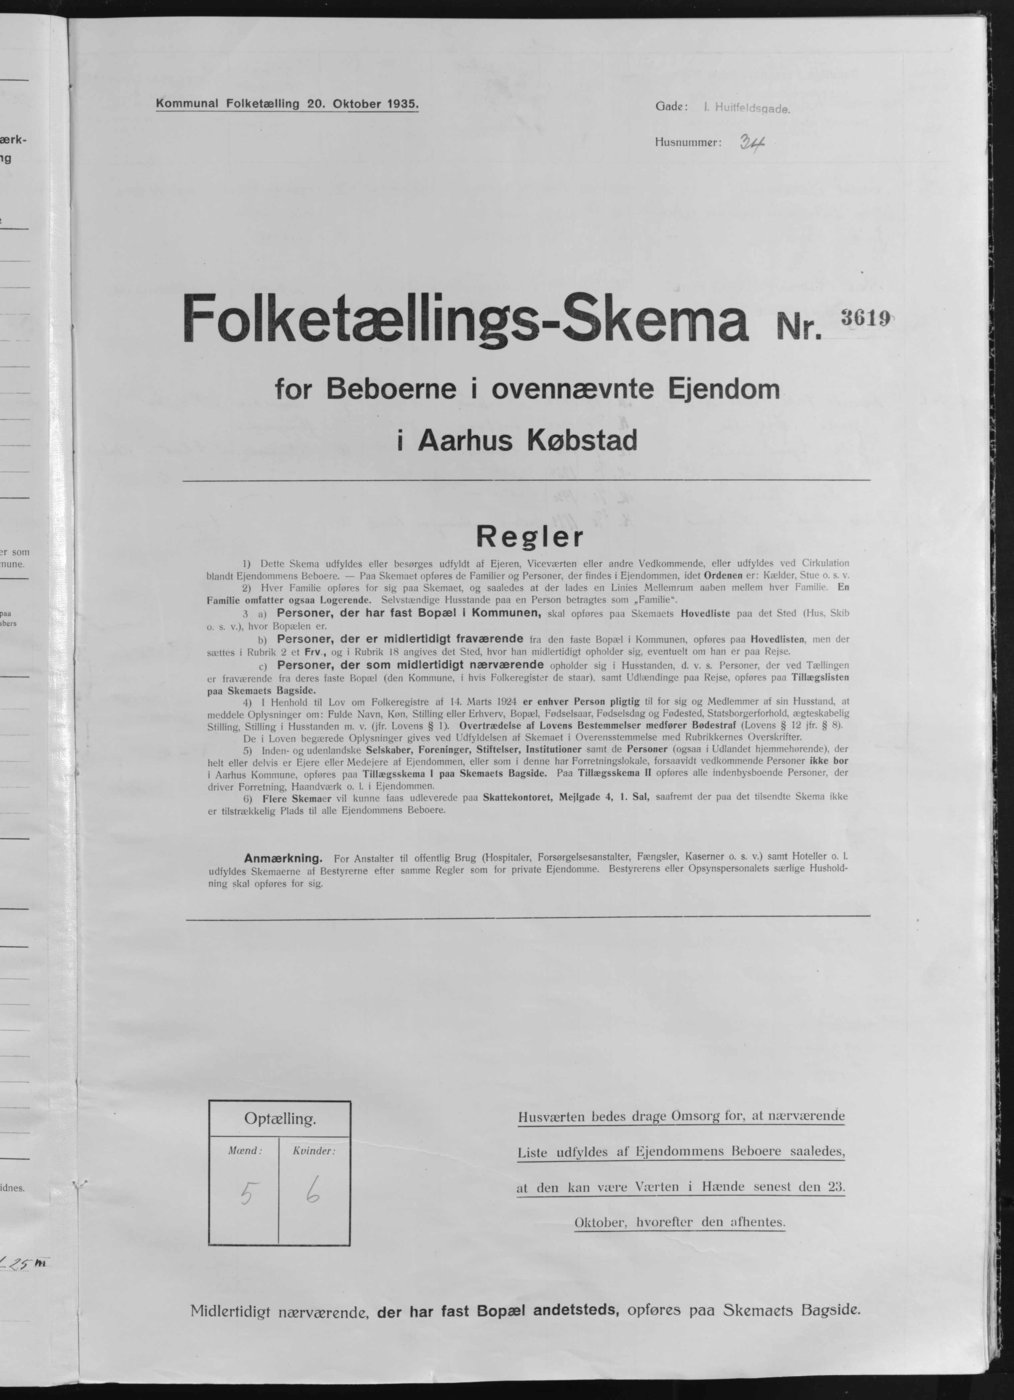 Kommunal Folketælling 20. Oktober 1935.
Gade: I. Huitfeldsgade.
Husnummer: 34
Folketællings-Skema Nr. 3619
for Beboerne i ovennævnte Ejendom
i Aarhus Købstad
Regler
1) Dette Skema udfyldes eller besørges udfyldt af Ejeren, Viceværten eller andre Vedkommende, eller udfyldes ved Cirkulation
blandt Ejendommens Beboere. — Paa Skemaet opføres de Familier og Personer, der findes i Ejendommen, idet Ordenen er: Kælder, Stue o. s. v.
2) Hver Familie opføres for sig paa Skemaet, og saaledes at der lades en Linies Mellemrum aaben mellem hver Familie. En
Familie omfatter ogsaa Logerende. Selvstændige Husstande paa en Person betragtes som „Familie“.
3 a) Personer, der har fast Bopæl i Kommunen, skal opføres paa Skemaets Hovedliste paa det Sted (Hus, Skib
o. s. v.), hvor Bopælen er.
b) Personer, der er midlertidigt fraværende fra den faste Bopæl i Kommunen, opføres paa Hovedlisten, men der
sættes i Rubrik 2 et Frv., og i Rubrik 18 angives det Sted, hvor han midlertidigt opholder sig, eventuelt om han er paa Rejse.
c) Personer, der som midlertidigt nærværende opholder sig i Husstanden, d. v. s. Personer, der ved Tællingen
er fraværende fra deres faste Bopæl (den Kommune, i hvis Folkeregister de staar), samt Udlændinge paa Rejse, opføres paa Tillægslisten
paa Skemaets Bagside.
4) I Henhold til Lov om Folkeregistre af 14. Marts 1924 er enhver Person pligtig til for sig og Medlemmer af sin Husstand, at
meddele Oplysninger om: Fulde Navn, Køn, Stilling eller Erhverv, Bopæl, Fødselsaar, Fødselsdag og Fødested, Statsborgerforhold, ægteskabelig
Stilling, Stilling i Husstanden m. v. (jfr. Lovens § 1). Overtrædelse af Lovens Bestemmelser medfører Bødestraf (Lovens § 12 jfr. § 8).
De i Loven begærede Oplysninger gives ved Udfyldelsen af Skemaet i Overensstemmelse med Rubrikkernes Overskrifter.
5) Inden- og udenlandske Selskaber, Foreninger, Stiftelser, Institutioner samt de Personer (ogsaa i Udlandet hjemmehørende), der
helt eller delvis er Ejere eller Medejere af Ejendommen, eller som i denne har Forretningslokale, forsaavidt vedkommende Personer ikke bor
i Aarhus Kommune, opføres paa Tillægsskema I paa Skemaets Bagside. Paa Tillægsskema II opføres alle indenbysboende Personer, der
driver Forretning, Haandværk o. l. i Ejendommen.
6) Flere Skemaer vil kunne faas udleverede paa Skattekontoret, Mejlgade 4, 1. Sal, saafremt der paa det tilsendte Skema ikke
er tilstrækkelig Plads til alle Ejendommens Beboere.
Anmærkning. For Anstalter til offentlig Brug (Hospitaler, Forsørgelsesanstalter, Fængsler, Kaserner o. s. v.) samt Hoteller o. l.
udfyldes Skemaerne af Bestyrerne efter samme Regler som for private Ejendomme. Bestyrerens eller Opsynspersonalets særlige Hushold-
ning skal opføres for sig.
Optælling.
Mænd: Kvinder:
5 6
Husværten bedes drage Omsorg for, at nærværende
Liste udfyldes af Ejendommens Beboere saaledes,
at den kan være Værten i Hænde senest den 23.
Oktober, hvorefter den afhentes.
Midlertidigt nærværende, der har fast Bopæl andetsteds, opføres paa Skemaets Bagside.